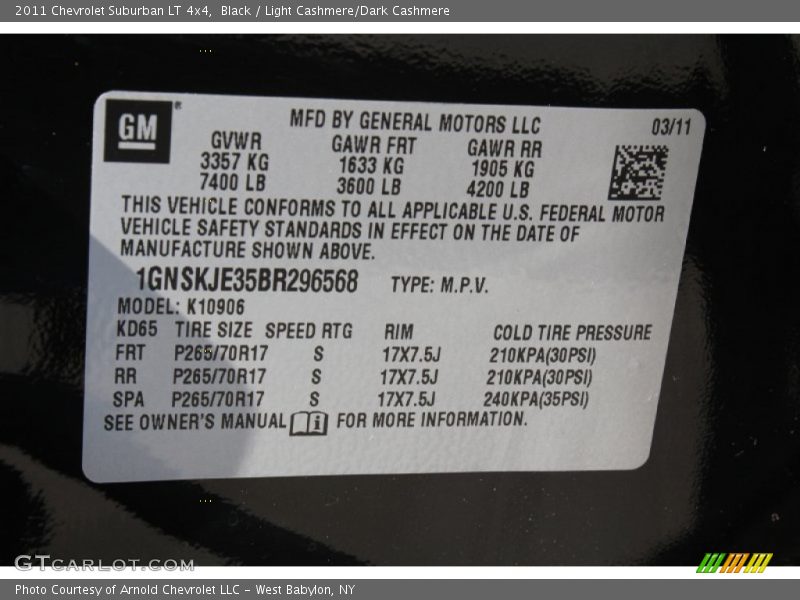 2011 Chevrolet Suburban LT 4x4, Black / Light Cashmere/Dark Cashmere
GM® MFD BY GENERAL MOTORS LLC 03/11
GVWR GAWR FRT GAWR RR
3357 KG 1633 KG 1905 KG
7400 LB 3600 LB 4200 LB
THIS VEHICLE CONFORMS TO ALL APPLICABLE U.S. FEDERAL MOTOR
VEHICLE SAFETY STANDARDS IN EFFECT ON THE DATE OF
MANUFACTURE SHOWN ABOVE.
1GNSKJE35BR296568 TYPE: M.P.V.
MODEL: K10906
KD65 TIRE SIZE SPEED RTG RIM COLD TIRE PRESSURE
FRT P265/70R17 S 17X7.5J 210KPA(30PSI)
RR P265/70R17 S 17X7.5J 210KPA(30PSI)
SPA P265/70R17 S 17X7.5J 240KPA(35PSI)
SEE OWNER'S MANUAL i FOR MORE INFORMATION.
GTCARLOT.COM
Photo Courtesy of Arnold Chevrolet LLC - West Babylon, NY